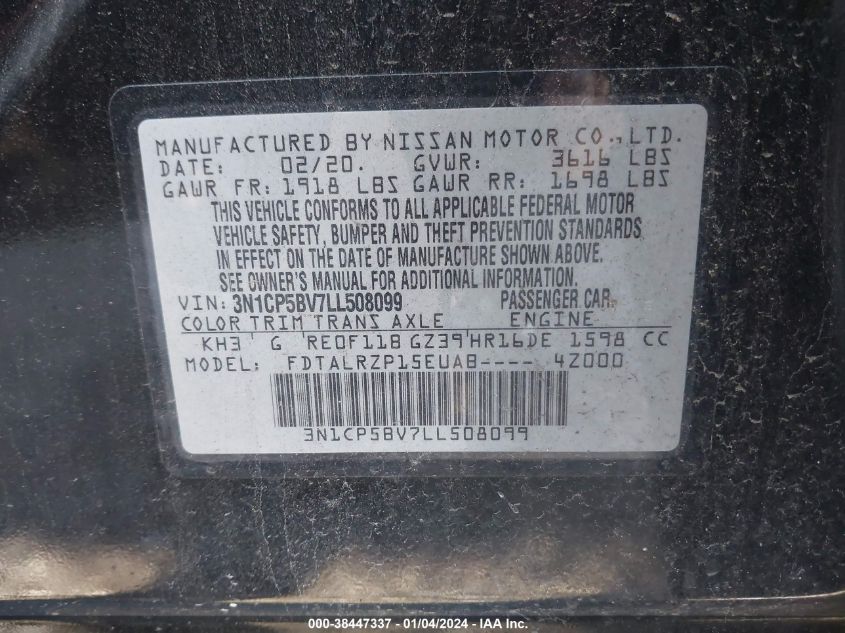 MANUFACTURED BY NISSAN MOTOR CO., LTD.
DATE: 02/20. GVWR: 3616 LBS
GAWR FR: 1918 LBS GAWR RR: 1698 LBS
THIS VEHICLE CONFORMS TO ALL APPLICABLE FEDERAL MOTOR
VEHICLE SAFETY, BUMPER AND THEFT PREVENTION STANDARDS
IN EFFECT ON THE DATE OF MANUFACTURE SHOWN ABOVE.
SEE OWNER'S MANUAL FOR ADDITIONAL INFORMATION.
VIN: 3N1CP5BV7LL508099 PASSENGER CAR
COLOR TRIM TRANS AXLE ENGINE
KH3 G RE0F11B GZ39 HR16DE 1598 CC
MODEL: FDTALRZP15EUAB---- 4Z000
3N1CP5BV7LL508099
000-38447337 - 01/04/2024 - IAA Inc.